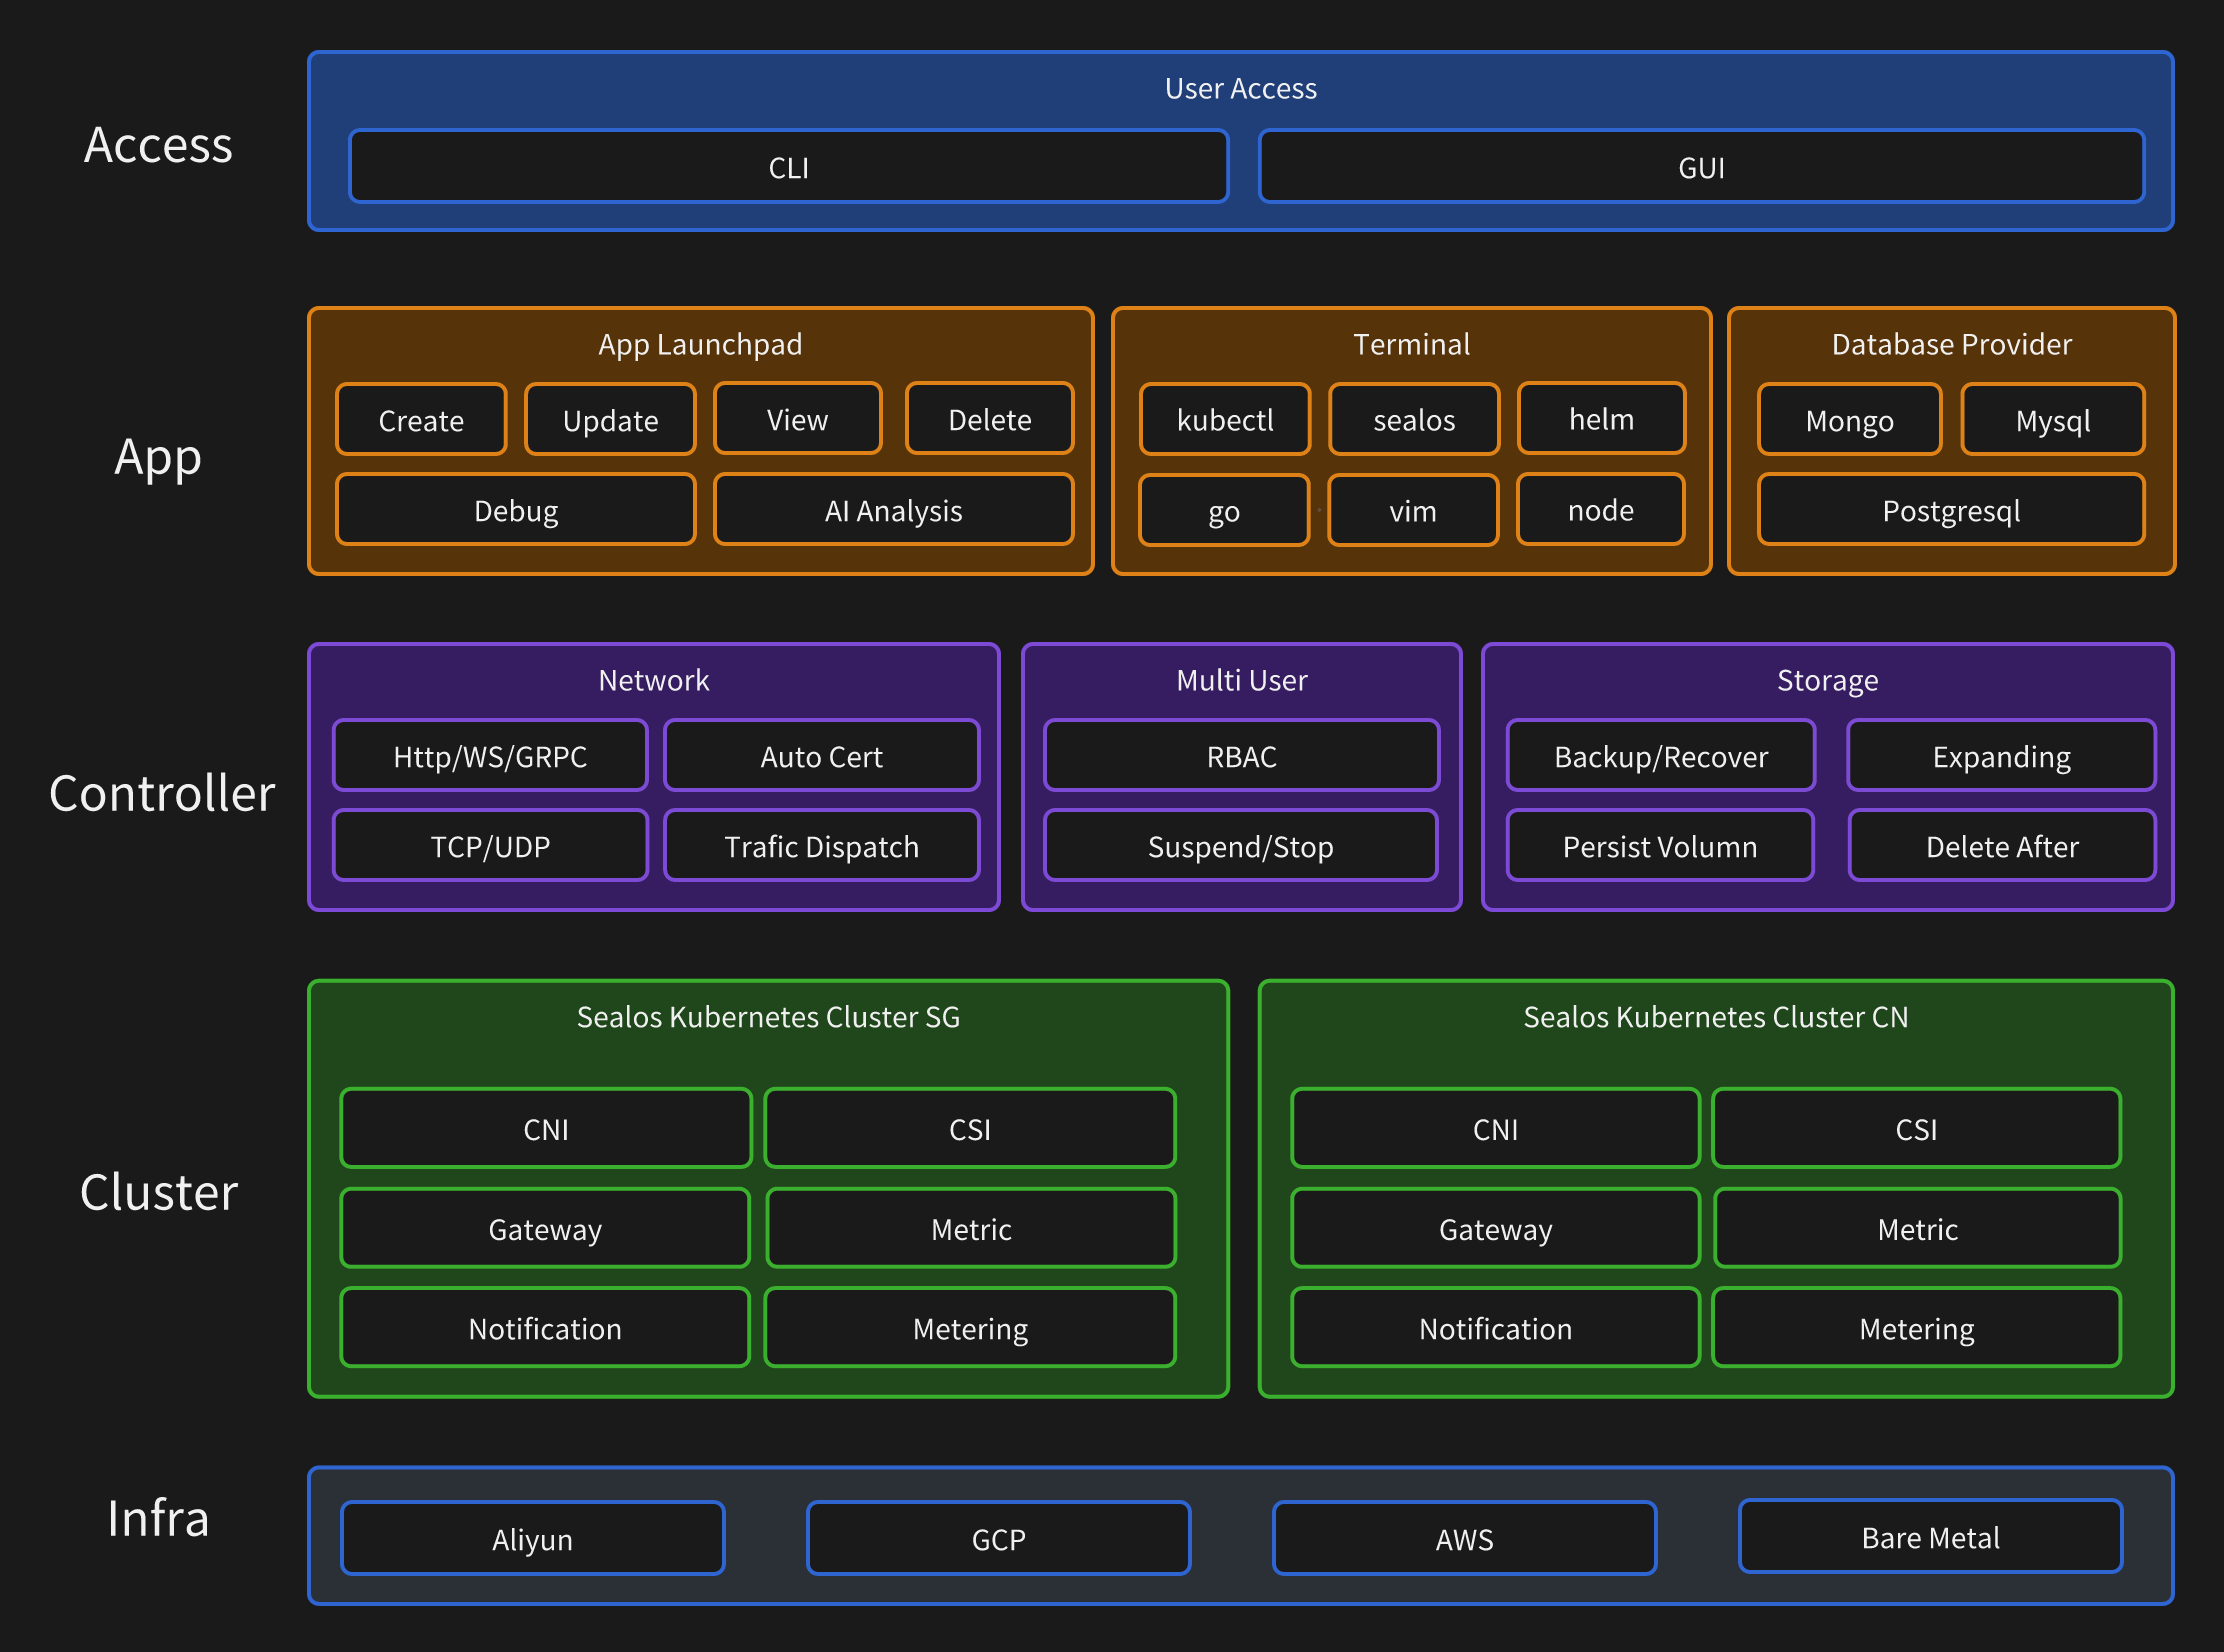 Access
User Access
CLI
GUI
App
App Launchpad
Create
Update
View
Delete
Debug
AI Analysis
Terminal
kubectl
sealos
helm
go
vim
node
Database Provider
Mongo
Mysql
Postgresql
Controller
Network
Http/WS/GRPC
Auto Cert
TCP/UDP
Trafic Dispatch
Multi User
RBAC
Suspend/Stop
Storage
Backup/Recover
Expanding
Persist Volumn
Delete After
Cluster
Sealos Kubernetes Cluster SG
CNI
CSI
Gateway
Metric
Notification
Metering
Sealos Kubernetes Cluster CN
CNI
CSI
Gateway
Metric
Notification
Metering
Infra
Aliyun
GCP
AWS
Bare Metal